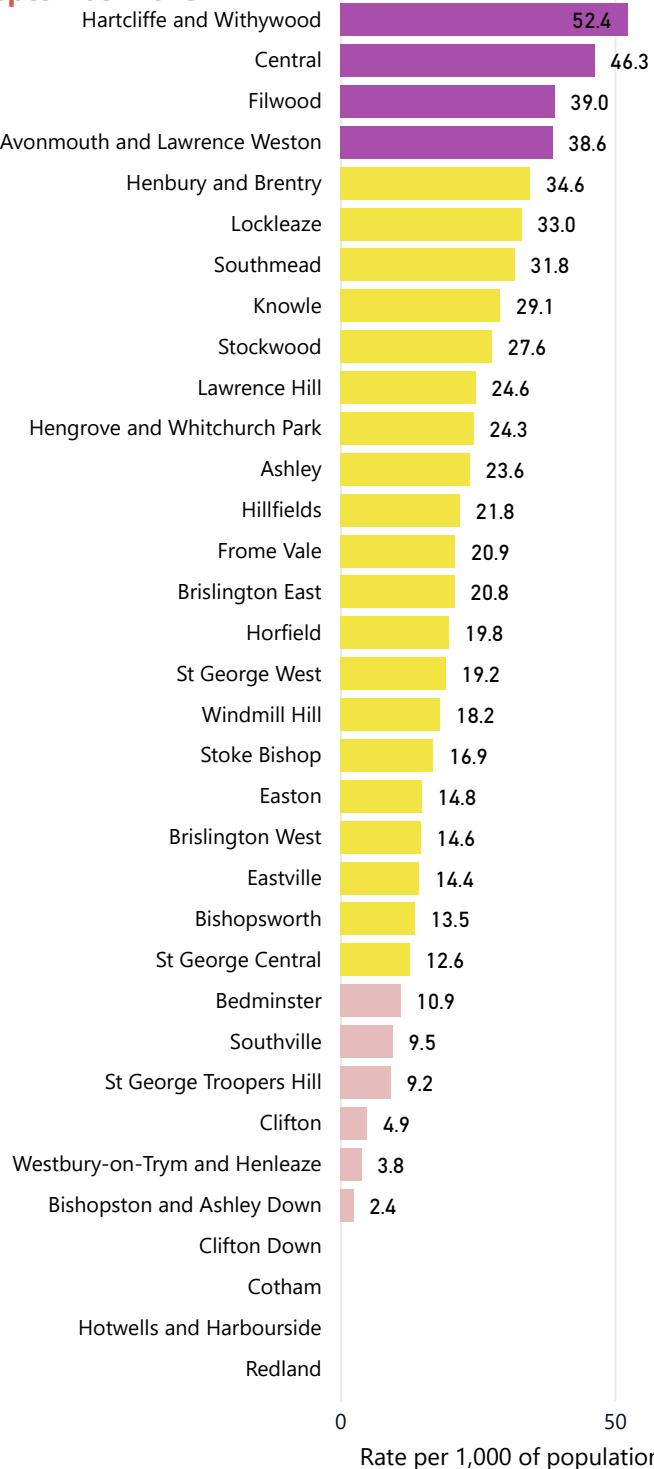 Hartcliffe and Withywood 52.4
Central 46.3
Filwood 39.0
Avonmouth and Lawrence Weston 38.6
Henbury and Brentry 34.6
Lockleaze 33.0
Southmead 31.8
Knowle 29.1
Stockwood 27.6
Lawrence Hill 24.6
Hengrove and Whitchurch Park 24.3
Ashley 23.6
Hillfields 21.8
Frome Vale 20.9
Brislington East 20.8
Horfield 19.8
St George West 19.2
Windmill Hill 18.2
Stoke Bishop 16.9
Easton 14.8
Brislington West 14.6
Eastville 14.4
Bishopsworth 13.5
St George Central 12.6
Bedminster 10.9
Southville 9.5
St George Troopers Hill 9.2
Clifton 4.9
Westbury-on-Trym and Henleaze 3.8
Bishopston and Ashley Down 2.4
Clifton Down
Cotham
Hotwells and Harbourside
Redland
0 50
Rate per 1,000 of population